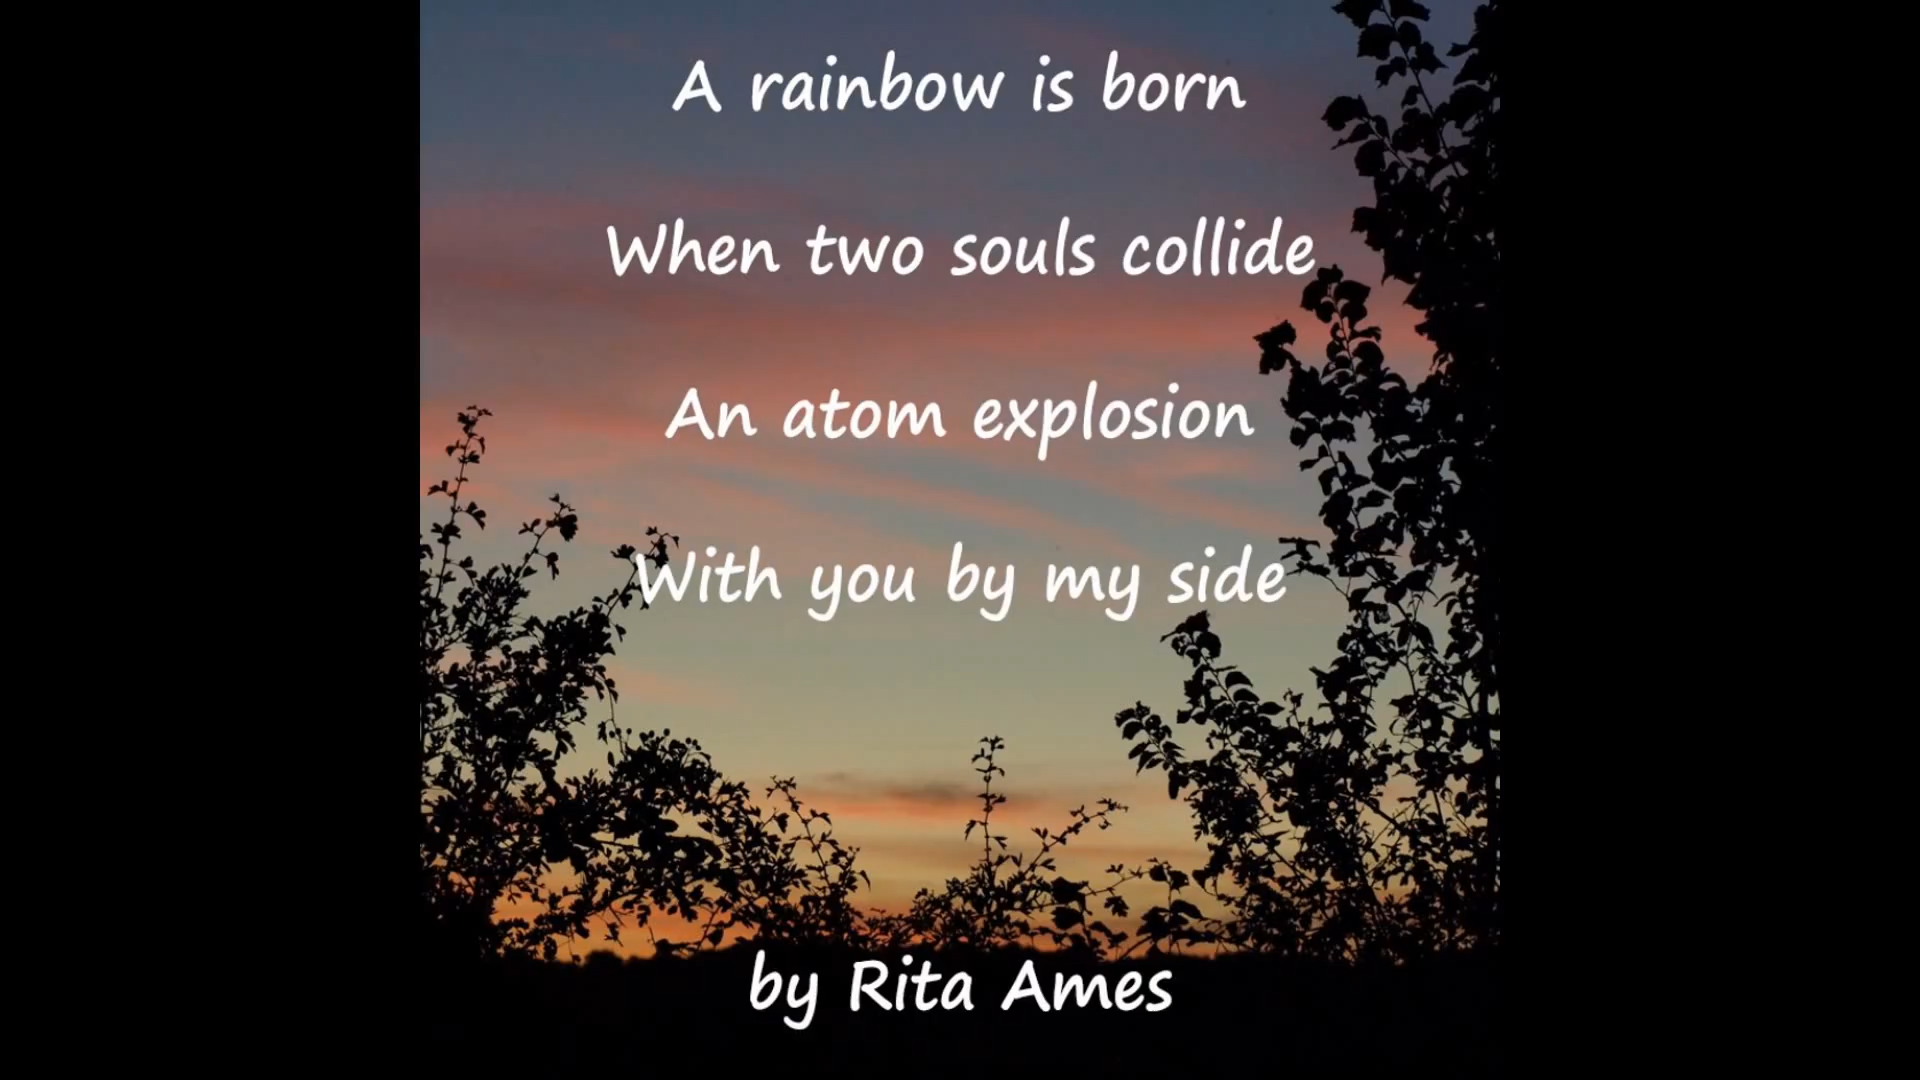 A rainbow is born
When two souls collide
An atom explosion
With you by my side
by Rita Ames